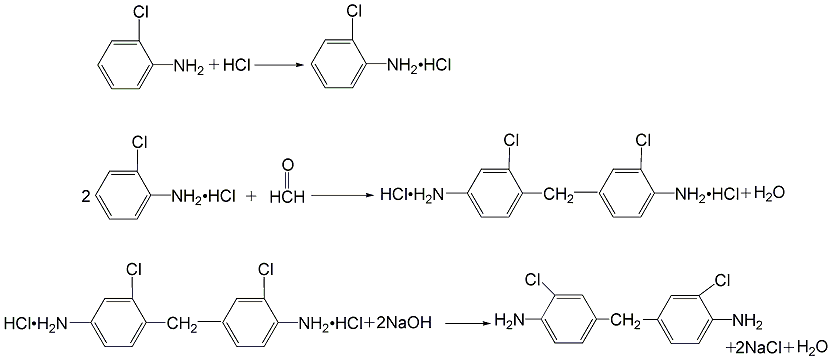 Cl Cl
NH₂ + HCl NH₂•HCl
Cl O Cl Cl
2 NH₂•HCl + HCH HCl•H₂N CH₂ NH₂•HCl + H₂O
Cl Cl Cl Cl
HCl•H₂N CH₂ NH₂•HCl+2NaOH H₂N CH₂ NH₂
+2NaCl+H₂O